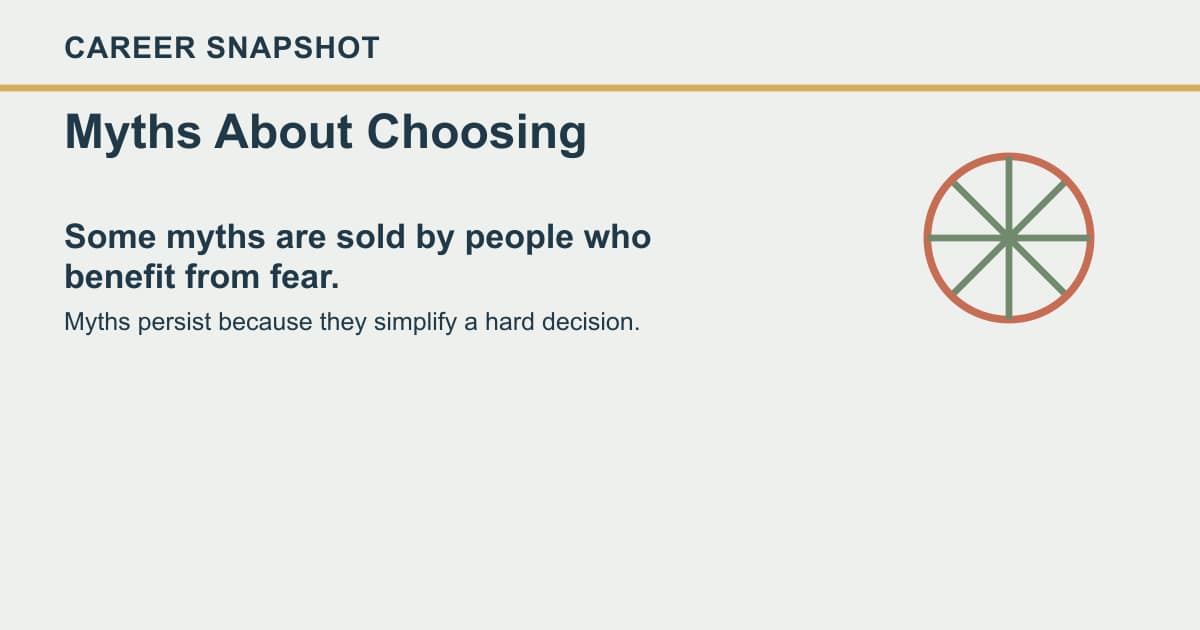 CAREER SNAPSHOT
Myths About Choosing
Some myths are sold by people who
benefit from fear.
Myths persist because they simplify a hard decision.